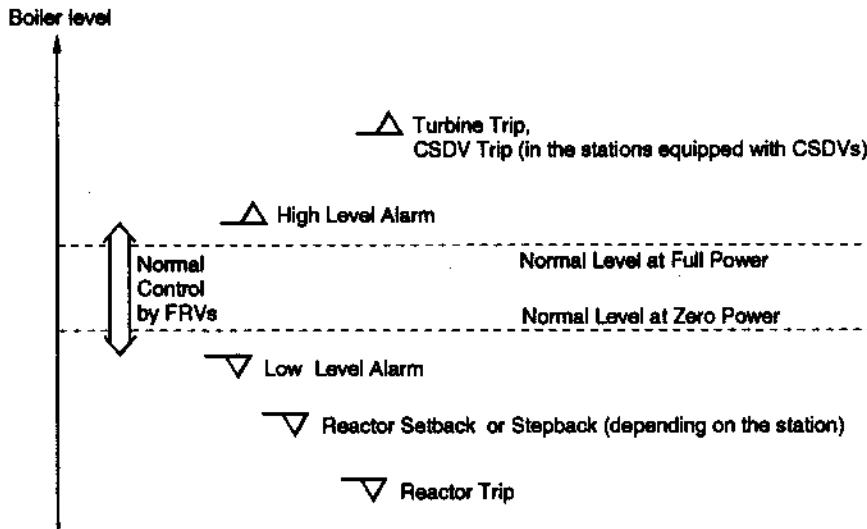 Boiler level
Turbine Trip,
CSDV Trip (in the stations equipped with CSDVs)
High Level Alarm
Normal Level at Full Power
Normal
Control
by FRVs
Normal Level at Zero Power
Low Level Alarm
Reactor Setback or Stepback (depending on the station)
Reactor Trip